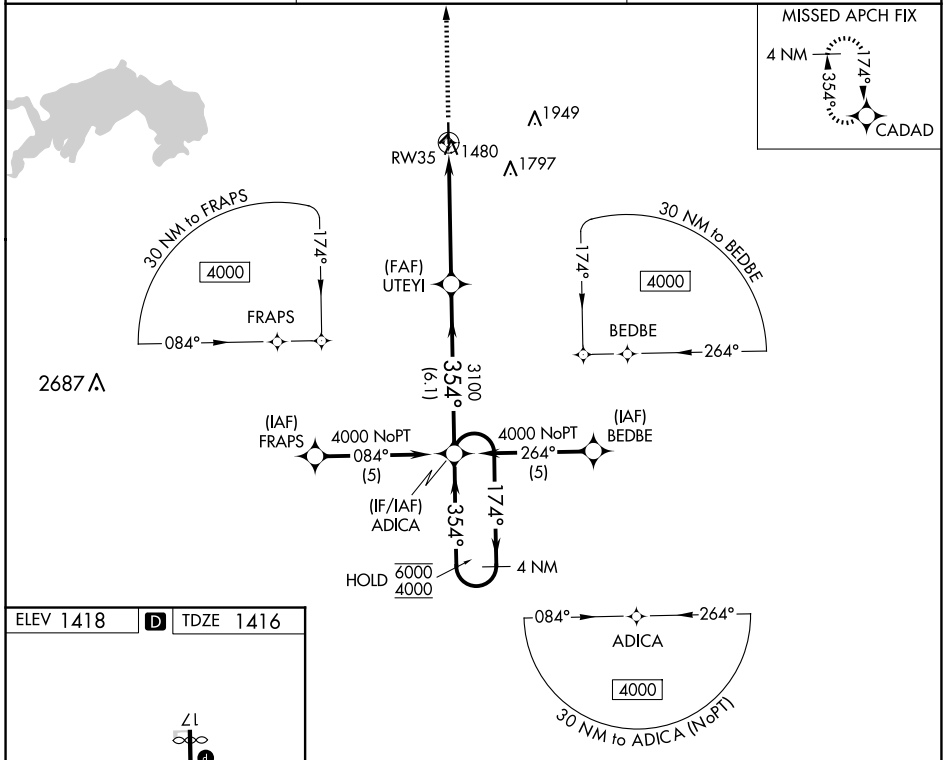 MISSED APCH FIX
4 NM
354°
174°
CADAD
1949
RW35
1480
1797
30 NM to FRAPS
4000
174°
FRAPS
084°
(FAF)
UTEYI
30 NM to BEDBE
174°
4000
BEDBE
264°
2687
354°
(6.1)
3100
(IAF)
FRAPS
4000 NoPT
084°
(5)
4000 NoPT
264°
(5)
(IAF)
BEDBE
(IF/IAF)
ADICA
354°
174°
HOLD
6000
4000
4 NM
084°
264°
ADICA
4000
30 NM to ADICA (NoPT)
ELEV 1418
D
TDZE 1416
17
d